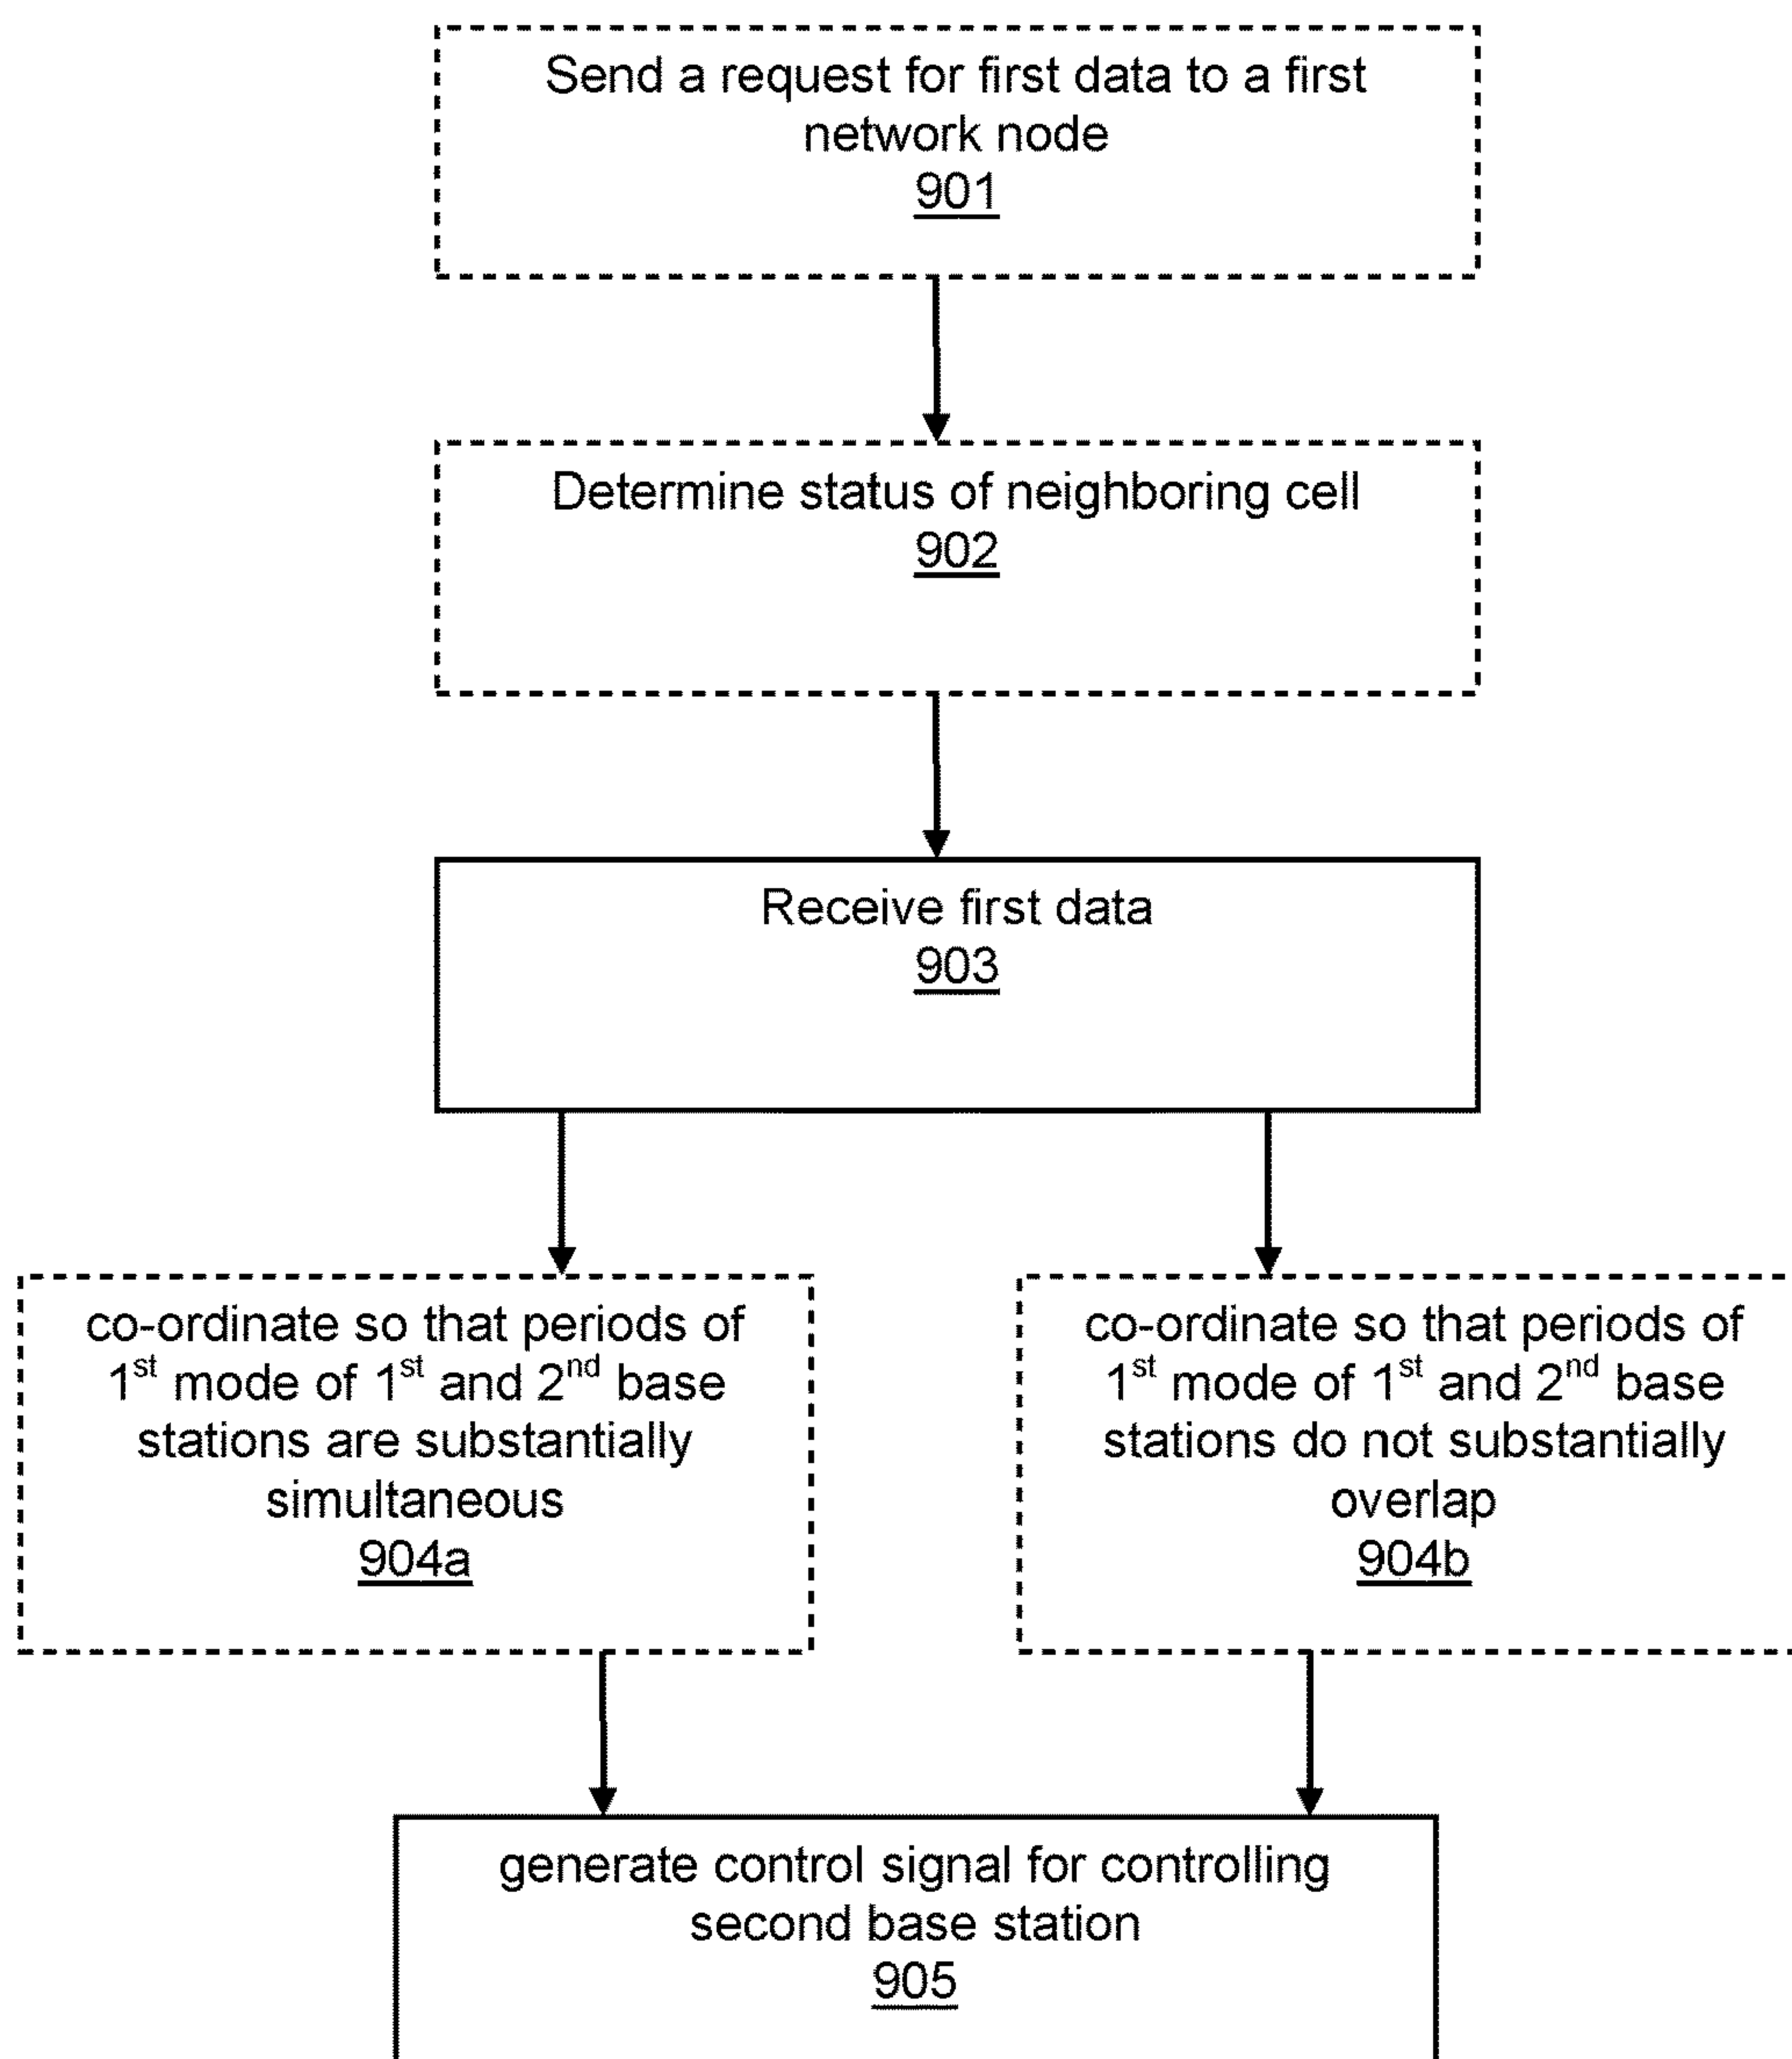 Send a request for first data to a first
network node
901
Determine status of neighboring cell
902
Receive first data
903
co-ordinate so that periods of
1st mode of 1st and 2nd base
stations are substantially
simultaneous
904a
co-ordinate so that periods of
1st mode of 1st and 2nd base
stations do not substantially
overlap
904b
generate control signal for controlling
second base station
905